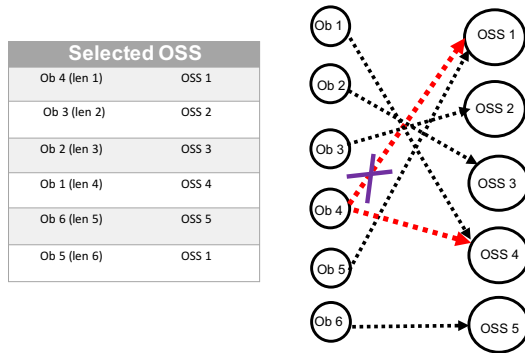 Selected OSS
Ob 4 (len 1) OSS 1
Ob 3 (len 2) OSS 2
Ob 2 (len 3) OSS 3
Ob 1 (len 4) OSS 4
Ob 6 (len 5) OSS 5
Ob 5 (len 6) OSS 1
Ob 1
Ob 2
Ob 3
Ob 4
Ob 5
Ob 6
OSS 1
OSS 2
OSS 3
OSS 4
OSS 5